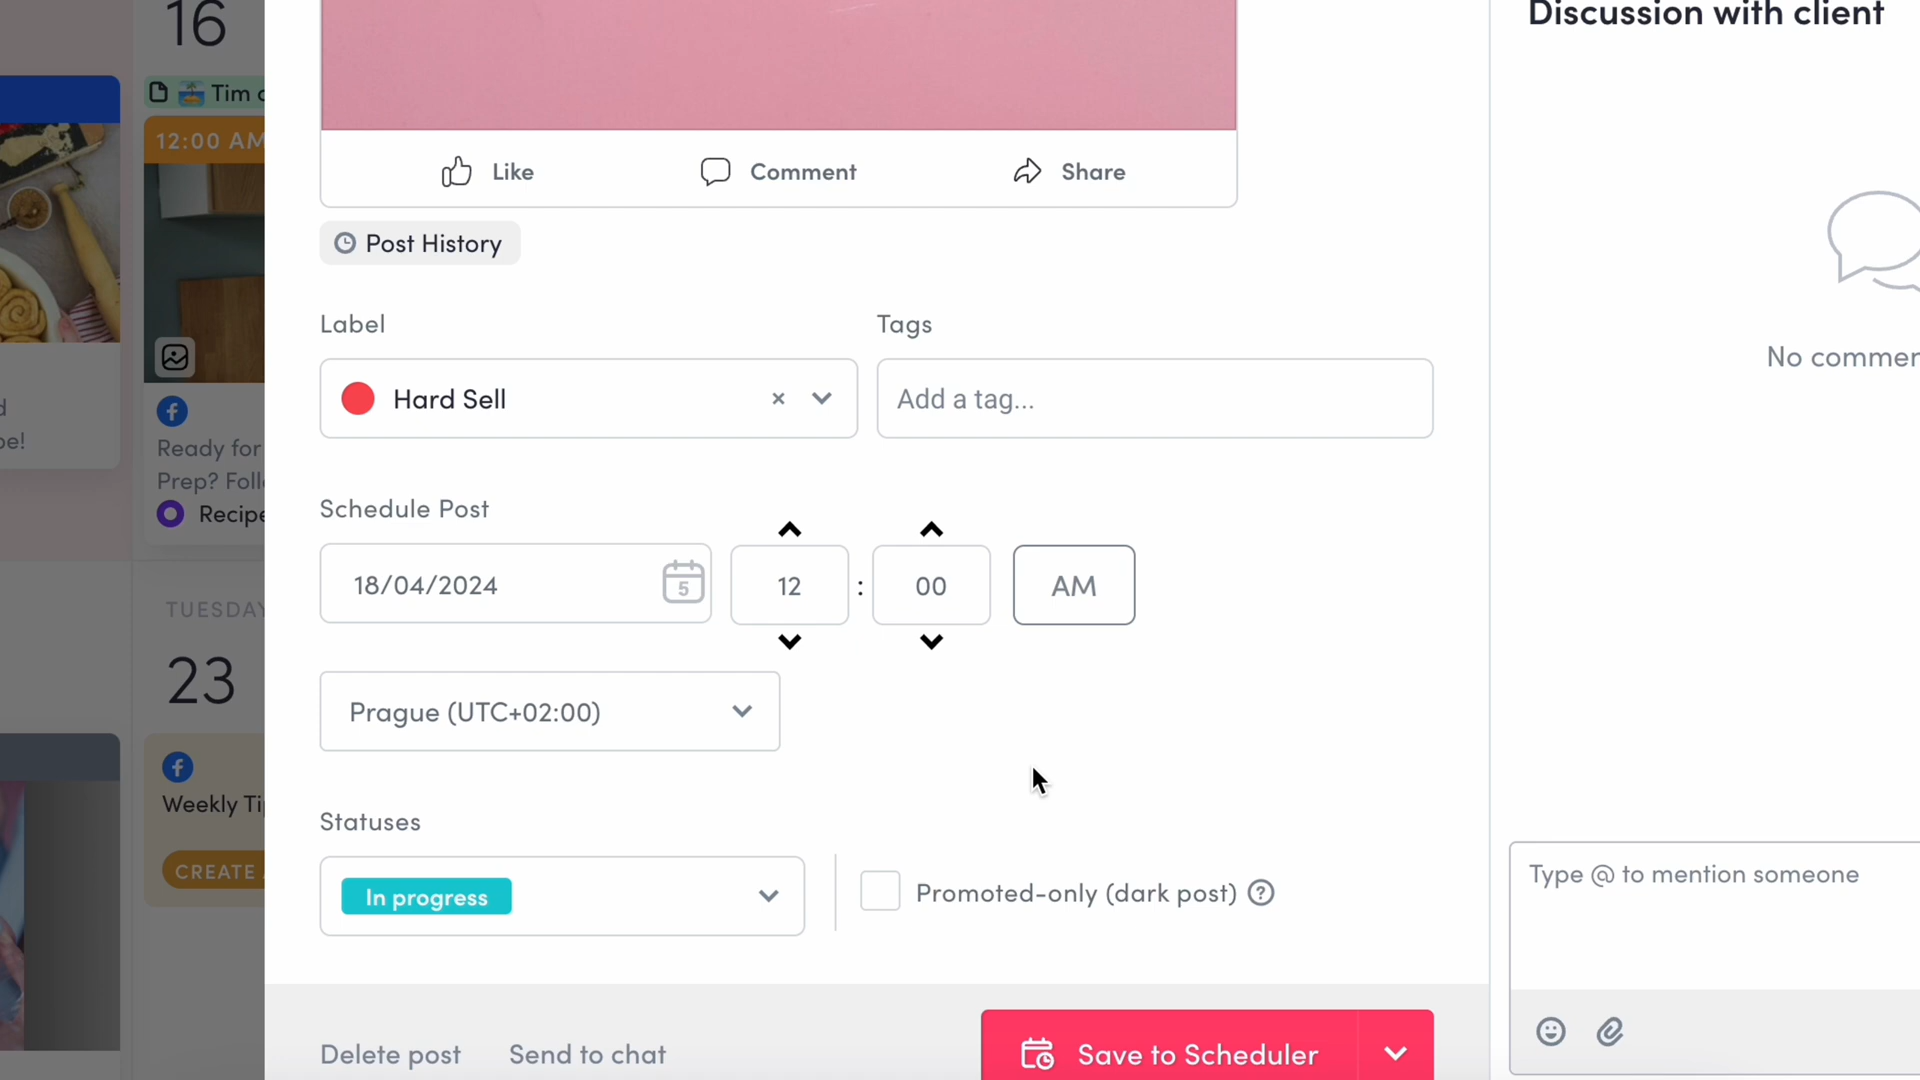 16
Tim
12:00 AM
pe!
Ready for
Prep? Foll
Recipe
TUESDAY
23
Weekly Ti
CREATE
Like
Comment
Share
Post History
Label
Tags
Hard Sell
×
Add a tag...
Schedule Post
18/04/2024
5
12 : 00 AM
Prague (UTC+02:00)
Statuses
In progress
Promoted-only (dark post) ?
Delete post
Send to chat
Save to Scheduler
Discussion with client
No commen
Type @ to mention someone